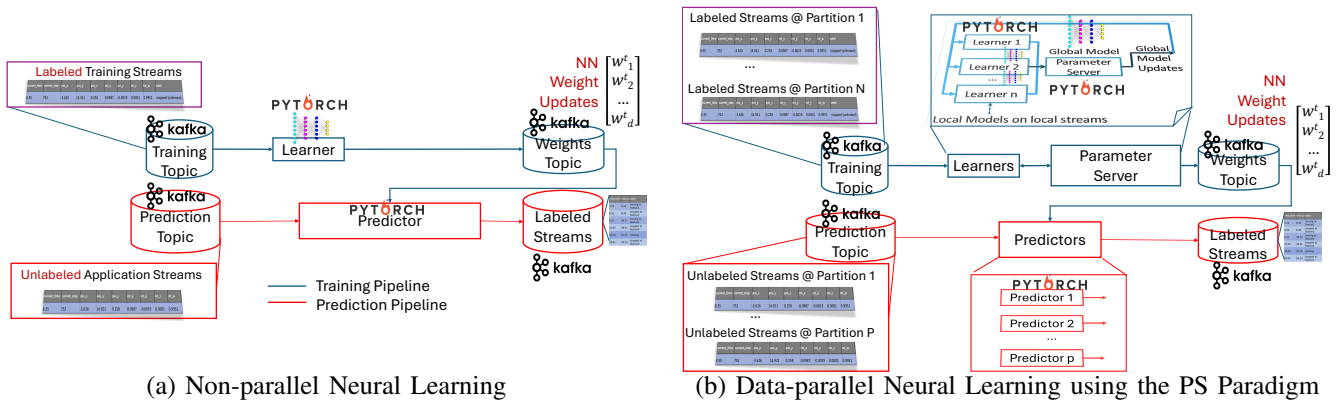 Labeled Training Streams
NN
Weight
Updates
w^t_1
w^t_2
...
w^t_d
PYTORCH
kafka
Training
Topic
Learner
kafka
Weights Topic
kafka
Prediction
Topic
PYTORCH
Predictor
Labeled
Streams
kafka
Unlabeled Application Streams
Training Pipeline
Prediction Pipeline
(a) Non-parallel Neural Learning
Labeled Streams @ Partition 1
...
Labeled Streams @ Partition N
PYTORCH
Learner 1
Learner 2
...
Learner n
Global Model
Parameter
Server
Global
Model
Updates
PYTORCH
Local Models on local streams
NN
Weight
Updates
w^t_1
w^t_2
...
w^t_d
kafka
Training
Topic
Learners
Parameter
Server
kafka
Weights Topic
kafka
Prediction
Topic
Predictors
Labeled
Streams
kafka
Unlabeled Streams @ Partition 1
...
Unlabeled Streams @ Partition P
PYTORCH
Predictor 1
Predictor 2
...
Predictor p
(b) Data-parallel Neural Learning using the PS Paradigm